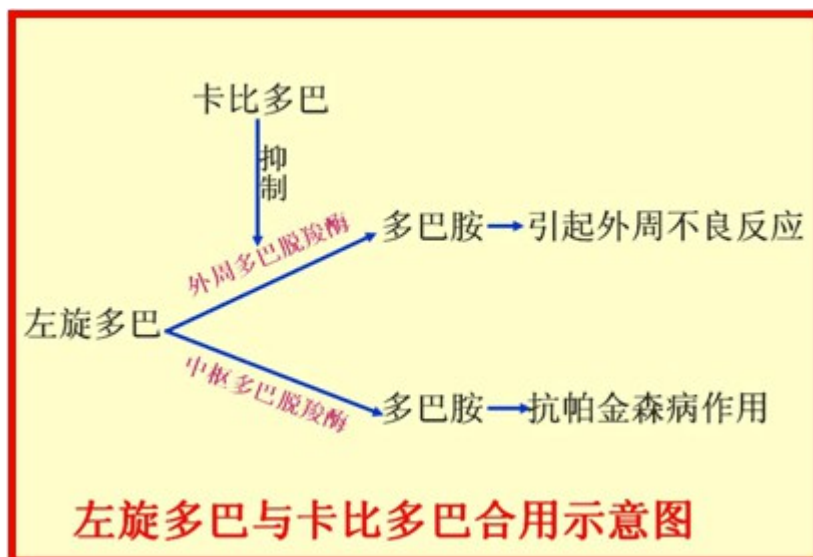 卡比多巴
抑制
外周多巴脱羧酶
多巴胺
引起外周不良反应
左旋多巴
中枢多巴脱羧酶
多巴胺
抗帕金森病作用
左旋多巴与卡比多巴合用示意图